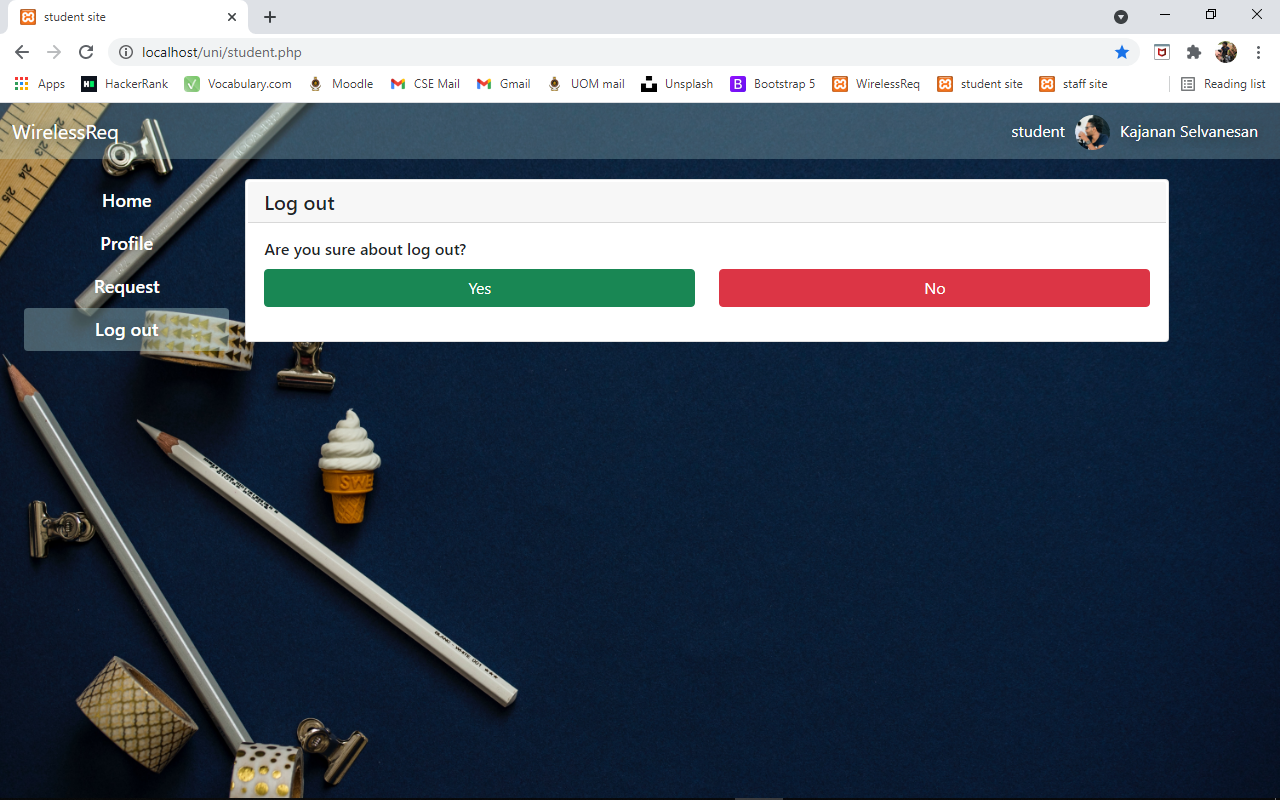 student site
localhost/uni/student.php
Apps HackerRank Vocabulary.com Moodle CSE Mail Gmail UOM mail Unsplash Bootstrap 5 WirelessReq student site staff site Reading list
WirelessReq student Kajanan Selvanesan
Home
Profile
Request
Log out
Log out
Are you sure about log out?
Yes No
SWE